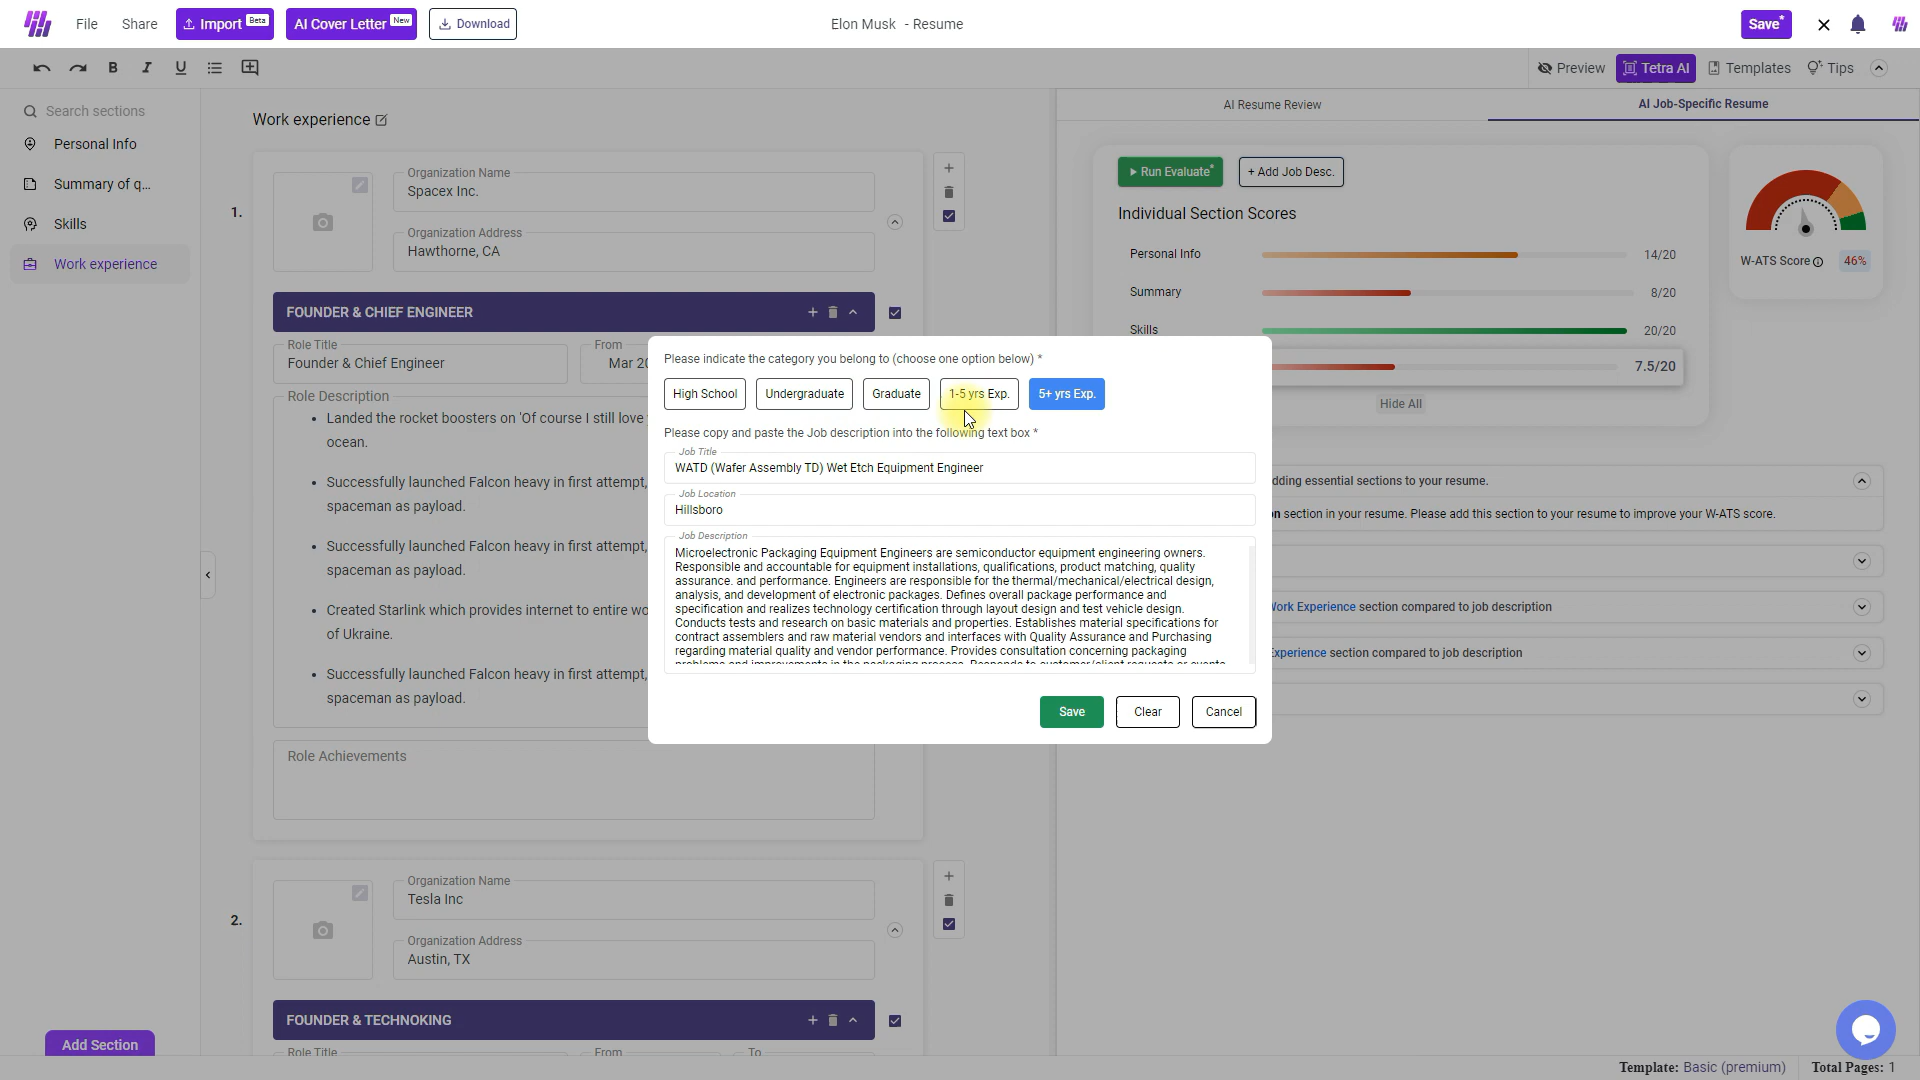 File
Share
Import Beta
AI Cover Letter New
Download
Elon Musk - Resume
Save*
Preview
Tetra AI
Templates
Tips
Search sections
Personal Info
Summary of q...
Skills
Work experience
Add Section
Work experience
1.
Organization Name
Spacex Inc.
Organization Address
Hawthorne, CA
FOUNDER & CHIEF ENGINEER
Role Title
Founder & Chief Engineer
From
Mar 20
Role Description
• Landed the rocket boosters on 'Of course I still love
ocean.
• Successfully launched Falcon heavy in first attempt,
spaceman as payload.
• Successfully launched Falcon heavy in first attempt,
spaceman as payload.
• Created Starlink which provides internet to entire wo
of Ukraine.
• Successfully launched Falcon heavy in first attempt,
spaceman as payload.
Role Achievements
2.
Organization Name
Tesla Inc
Organization Address
Austin, TX
FOUNDER & TECHNOKING
Role Title
From
To
Please indicate the category you belong to (choose one option below) *
High School
Undergraduate
Graduate
1-5 yrs Exp.
5+ yrs Exp.
Please copy and paste the Job description into the following text box *
Job Title
WATD (Wafer Assembly TD) Wet Etch Equipment Engineer
Job Location
Hillsboro
Job Description
Microelectronic Packaging Equipment Engineers are semiconductor equipment engineering owners.
Responsible and accountable for equipment installations, qualifications, product matching, quality
assurance. and performance. Engineers are responsible for the thermal/mechanical/electrical design,
analysis, and development of electronic packages. Defines overall package performance and
specification and realizes technology certification through layout design and test vehicle design.
Conducts tests and research on basic materials and properties. Establishes material specifications for
contract assemblers and raw material vendors and interfaces with Quality Assurance and Purchasing
regarding material quality and vendor performance. Provides consultation concerning packaging
problems and improvements in the packaging process. Responds to customer/client requests or events
Save
Clear
Cancel
AI Resume Review
AI Job-Specific Resume
Run Evaluate*
+ Add Job Desc.
Individual Section Scores
Personal Info
14/20
Summary
8/20
Skills
20/20
7.5/20
Hide All
W-ATS Score
46%
dding essential sections to your resume.
n section in your resume. Please add this section to your resume to improve your W-ATS score.
Work Experience section compared to job description
Experience section compared to job description
Template: Basic (premium)
Total Pages: 1